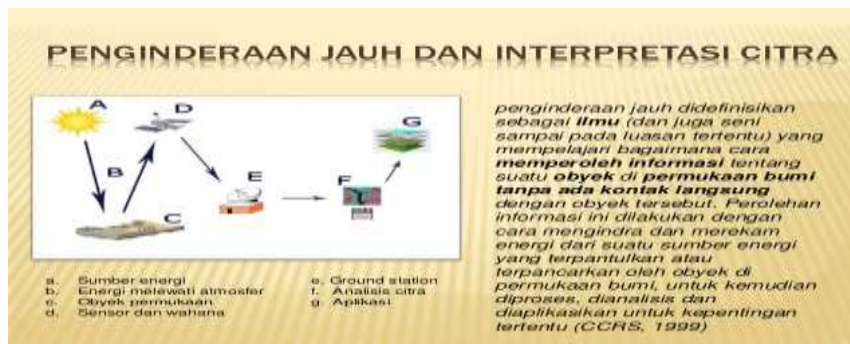 PENGINDERAAN JAUH DAN INTERPRETASI CITRA
A
D
G
B
E
F
C
a. Sumber energi
b. Energi melewati atmosfer
c. Obyek permukaan
d. Sensor dan wahana
e. Ground station
f. Analisis citra
g. Aplikasi
penginderaan jauh didefinisikan
sebagai ilmu (dan juga seni
sampai pada luasan tertentu) yang
mempelajari bagaimana cara
memperoleh informasi tentang
suatu obyek di permukaan bumi
tanpa ada kontak langsung
dengan obyek tersebut. Perolehan
informasi ini dilakukan dengan
cara mengindra dan merekam
energi dari suatu sumber energi
yang terpantulkan atau
terpancarkan oleh obyek di
permukaan bumi, untuk kemudian
diproses, dianalisis dan
diaplikasikan untuk kepentingan
tertentu (CCRS, 1999)